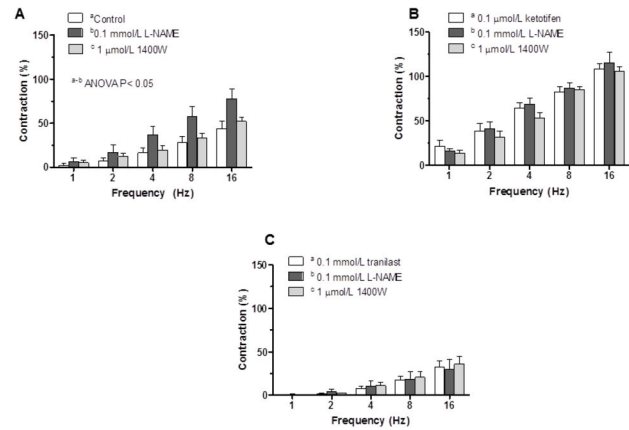 A
ᵃControl
ᵇ0.1 mmol/L L-NAME
ᶜ 1 µmol/L 1400W
ᵃ⁻ᵇ ANOVA P< 0.05
Contraction (%)
150
100
50
0
1 2 4 8 16
Frequency (Hz)
B
ᵃ 0.1 µmol/L ketotifen
ᵇ 0.1 mmol/L L-NAME
ᶜ 1 µmol/L 1400W
Contraction (%)
150
100
50
0
1 2 4 8 16
Frequency (Hz)
C
ᵃ 0.1 mmol/L tranilast
ᵇ 0.1 mmol/L L-NAME
ᶜ 1 µmol/L 1400W
Contraction (%)
150
100
50
0
1 2 4 8 16
Frequency (Hz)